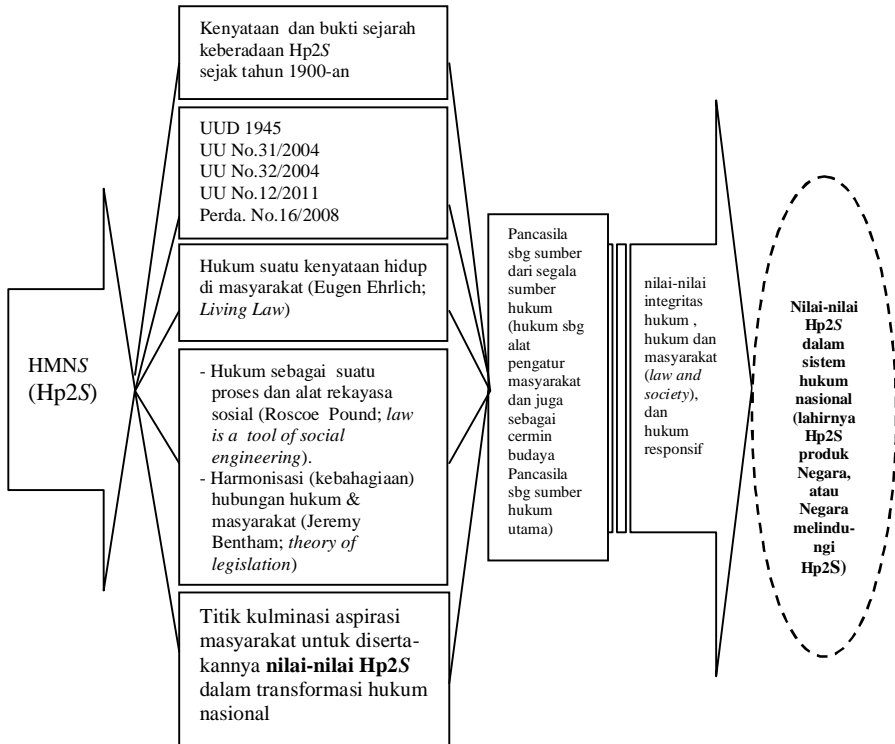 HMNS
(Hp2S)
Kenyataan dan bukti sejarah
keberadaan Hp2S
sejak tahun 1900-an
UUD 1945
UU No.31/2004
UU No.32/2004
UU No.12/2011
Perda. No.16/2008
Hukum suatu kenyataan hidup
di masyarakat (Eugen Ehrlich;
Living Law)
- Hukum sebagai suatu
proses dan alat rekayasa
sosial (Roscoe Pound; law
is a tool of social
engineering).
- Harmonisasi (kebahagiaan)
hubungan hukum &
masyarakat (Jeremy
Bentham; theory of
legislation)
Titik kulminasi aspirasi
masyarakat untuk diserta-
kannya nilai-nilai Hp2S
dalam transformasi hukum
nasional
Pancasila
sbg sumber
dari segala
sumber
hukum
(hukum sbg
alat
pengatur
masyarakat
dan juga
sebagai
cermin
budaya
Pancasila
sbg sumber
hukum
utama)
nilai-nilai
integritas
hukum ,
hukum dan
masyarakat
(law and
society),
dan
hukum
responsif
Nilai-nilai
Hp2S
dalam
sistem
hukum
nasional
(lahirnya
Hp2S
produk
Negara,
atau
Negara
melindu-
ngi
Hp2S)